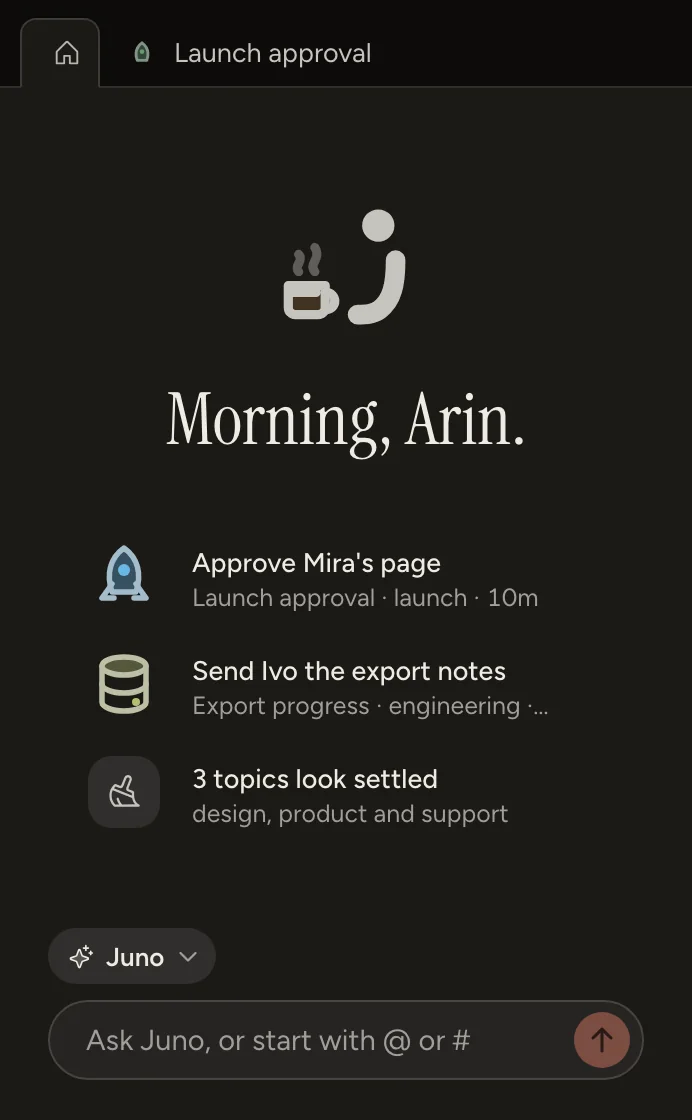 Launch approval
Morning, Arin.
Approve Mira's page
Launch approval · launch · 10m
Send Ivo the export notes
Export progress · engineering ·...
3 topics look settled
design, product and support
Juno
Ask Juno, or start with @ or #